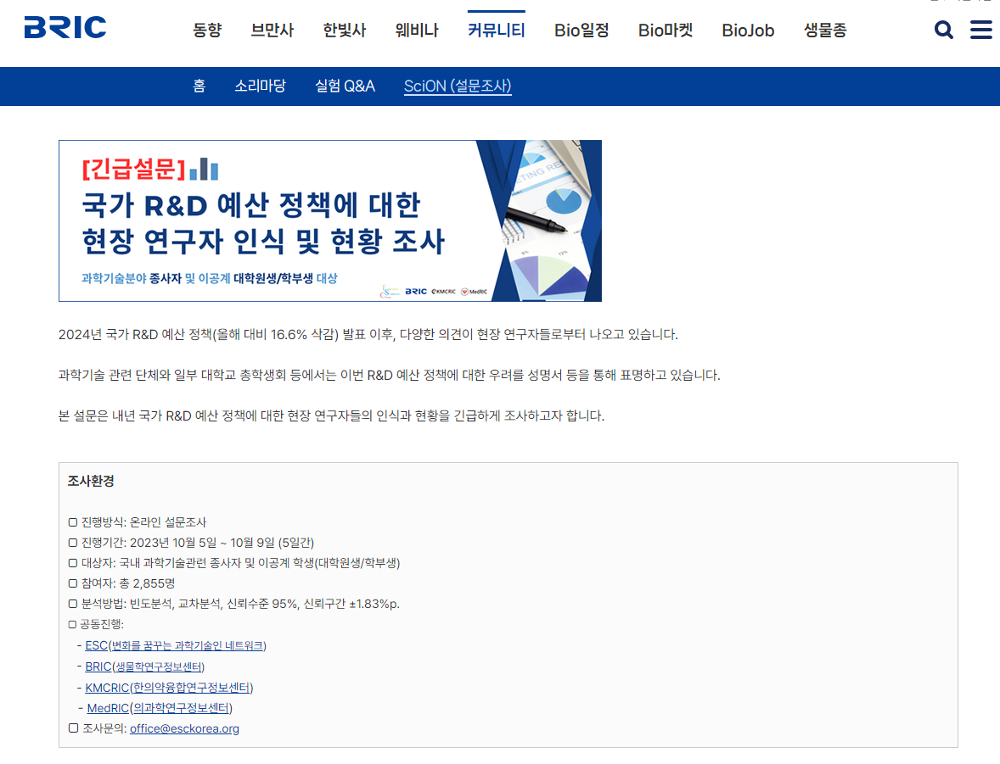 BRIC
동향 브만사 한빛사 웨비나 커뮤니티 Bio일정 Bio마켓 BioJob 생물종
홈 소리마당 실험 Q&A SciON (설문조사)
[긴급설문]
국가 R&D 예산 정책에 대한
현장 연구자 인식 및 현황 조사
과학기술분야 종사자 및 이공계 대학원생/학부생 대상
BRIC KMCRIC MedRIC
2024년 국가 R&D 예산 정책(올해 대비 16.6% 삭감) 발표 이후, 다양한 의견이 현장 연구자들로부터 나오고 있습니다.
과학기술 관련 단체와 일부 대학교 총학생회 등에서는 이번 R&D 예산 정책에 대한 우려를 성명서 등을 통해 표명하고 있습니다.
본 설문은 내년 국가 R&D 예산 정책에 대한 현장 연구자들의 인식과 현황을 긴급하게 조사하고자 합니다.
조사환경
□ 진행방식: 온라인 설문조사
□ 진행기간: 2023년 10월 5일 ~ 10월 9일 (5일간)
□ 대상자: 국내 과학기술관련 종사자 및 이공계 학생(대학원생/학부생)
□ 참여자: 총 2,855명
□ 분석방법: 빈도분석, 교차분석, 신뢰수준 95%, 신뢰구간 ±1.83%p.
□ 공동진행:
- ESC(변화를 꿈꾸는 과학기술인 네트워크)
- BRIC(생물학연구정보센터)
- KMCRIC(한의약융합연구정보센터)
- MedRIC(의과학연구정보센터)
□ 조사문의: office@esckorea.org